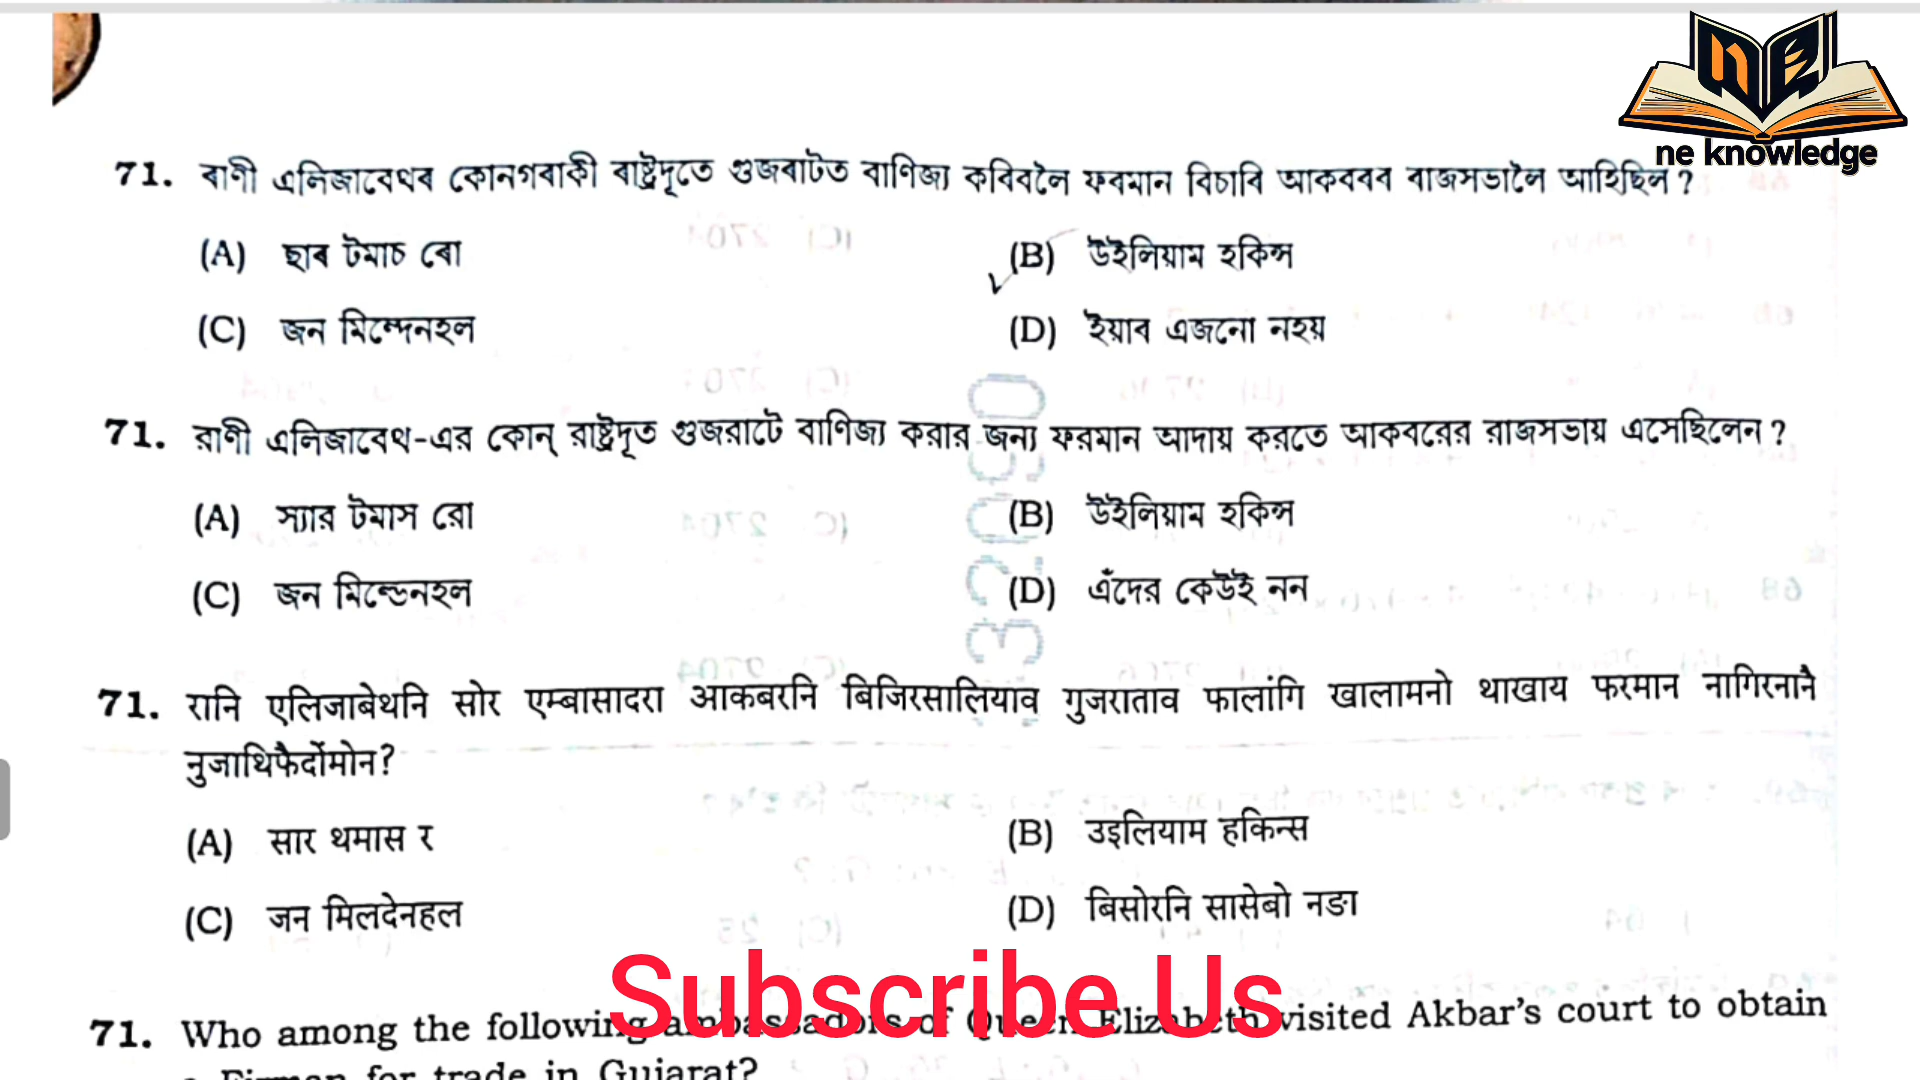 ne knowledge
71. ৰাণী এলিজাবেথৰ কোনগৰাকী ৰাষ্ট্ৰদূতে গুজৰাটত বাণিজ্য কৰিবলৈ ফৰমান বিচাৰি আকবৰৰ ৰাজসভালৈ আহিছিল ?
(A) ছাৰ টমাচ ৰো
(B) উইলিয়াম হকিন্স
(C) জন মিল্দেনহল
(D) ইয়াৰ এজনো নহয়
71. রাণী এলিজাবেথ-এর কোন্ রাষ্ট্রদূত গুজরাটে বাণিজ্য করার জন্য ফরমান আদায় করতে আকবরের রাজসভায় এসেছিলেন ?
(A) স্যার টমাস রো
(B) উইলিয়াম হকিন্স
(C) জন মিল্ডেনহল
(D) এঁদের কেউই নন
71. रानि एलिजाबेथनि सोर एम्बासादरा आकबरनि बिजिरसालियाव गुजराताव फालांगि खालामनो थाखाय फरमान नागिरनानै
नुजाथिफैर्दोमोन?
(A) सार थमास र
(B) उइलियाम हकिन्स
(C) जन मिलदेनहल
(D) बिसोरनि सासेबो नङा
Subscribe Us
71. Who among the following ambassadors of Queen Elizabeth visited Akbar's court to obtain
a Firman for trade in Gujarat?